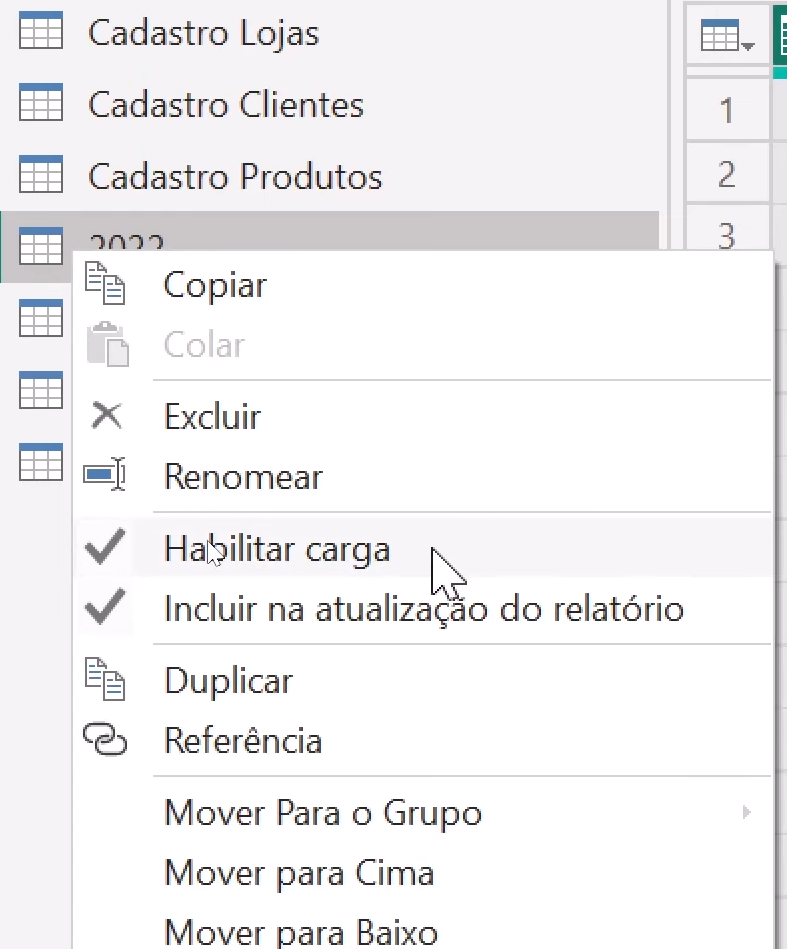 Cadastro Lojas
Cadastro Clientes
1
Cadastro Produtos
2
2022
3
Copiar
Colar
Excluir
Renomear
Habilitar carga
Incluir na atualização do relatório
Duplicar
Referência
Mover Para o Grupo
Mover para Cima
Mover para Baixo